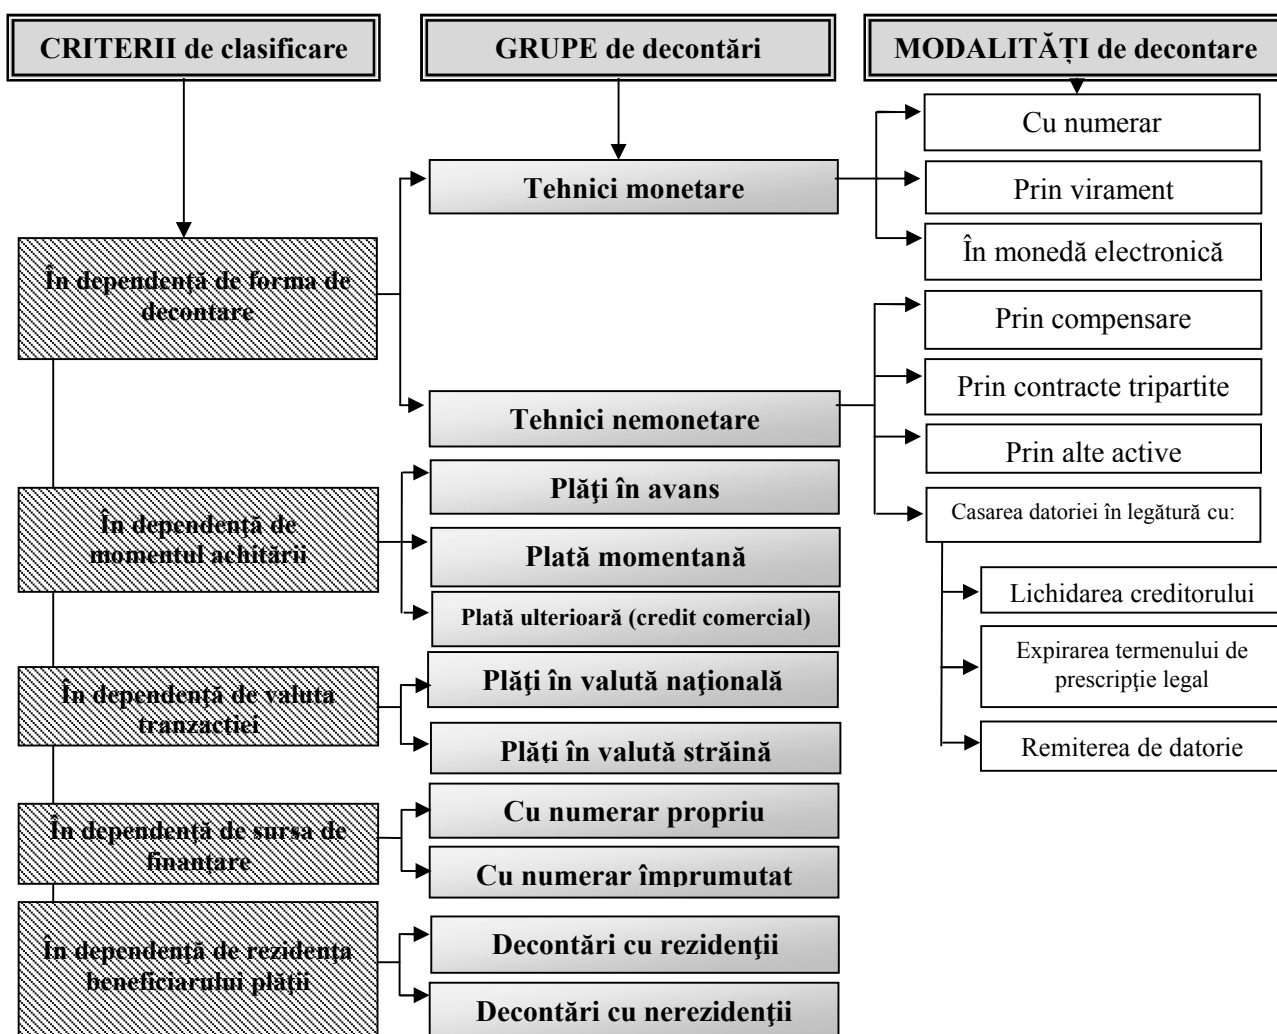 CRITERII de clasificare
GRUPE de decontări
MODALITĂȚI de decontare
Cu numerar
Tehnici monetare
Prin virament
În monedă electronică
În dependență de forma de
decontare
Prin compensare
Prin contracte tripartite
Tehnici nemonetare
Prin alte active
Plăţi în avans
Casarea datoriei în legătură cu:
În dependență de
momentul achitării
Plată momentană
Lichidarea creditorului
Plată ulterioară (credit comercial)
Expirarea termenului de
prescripţie legal
Plăţi în valută naţională
În dependenţă de valuta
tranzacției
Plăți în valută străină
Remiterea de datorie
Cu numerar propriu
În dependenţă de sursa de
finanţare
Cu numerar împrumutat
Decontări cu rezidenţii
În dependenţă de rezidenţa
beneficiarului plăţii
Decontări cu nerezidenţii